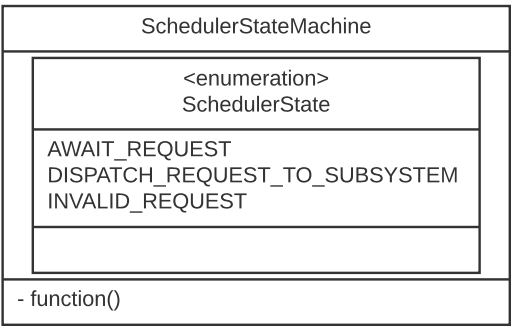 SchedulerStateMachine
<enumeration>
SchedulerState
AWAIT_REQUEST
DISPATCH_REQUEST_TO_SUBSYSTEM
INVALID_REQUEST
- function()